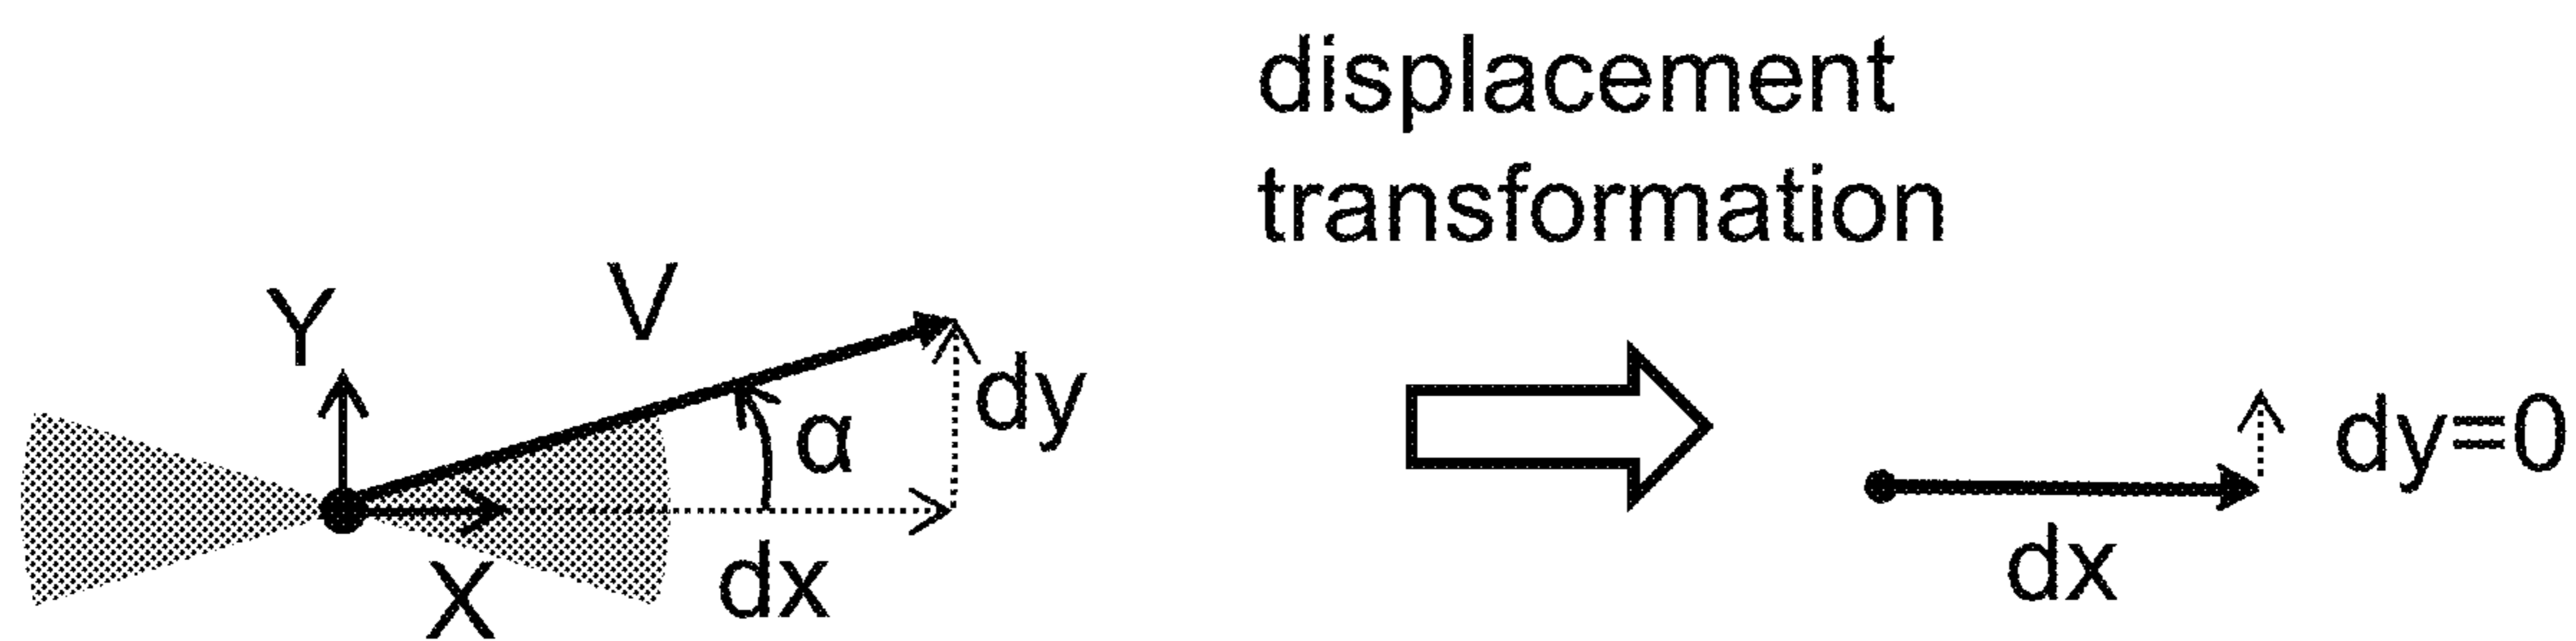 displacement
transformation
Y
V
dy
α
X
dx
dy=0
dx